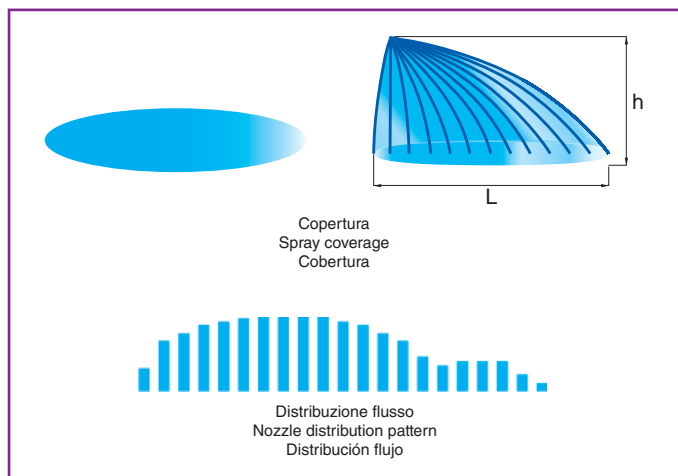 h
L
Copertura
Spray coverage
Cobertura
Distribuzione flusso
Nozzle distribution pattern
Distribución flujo